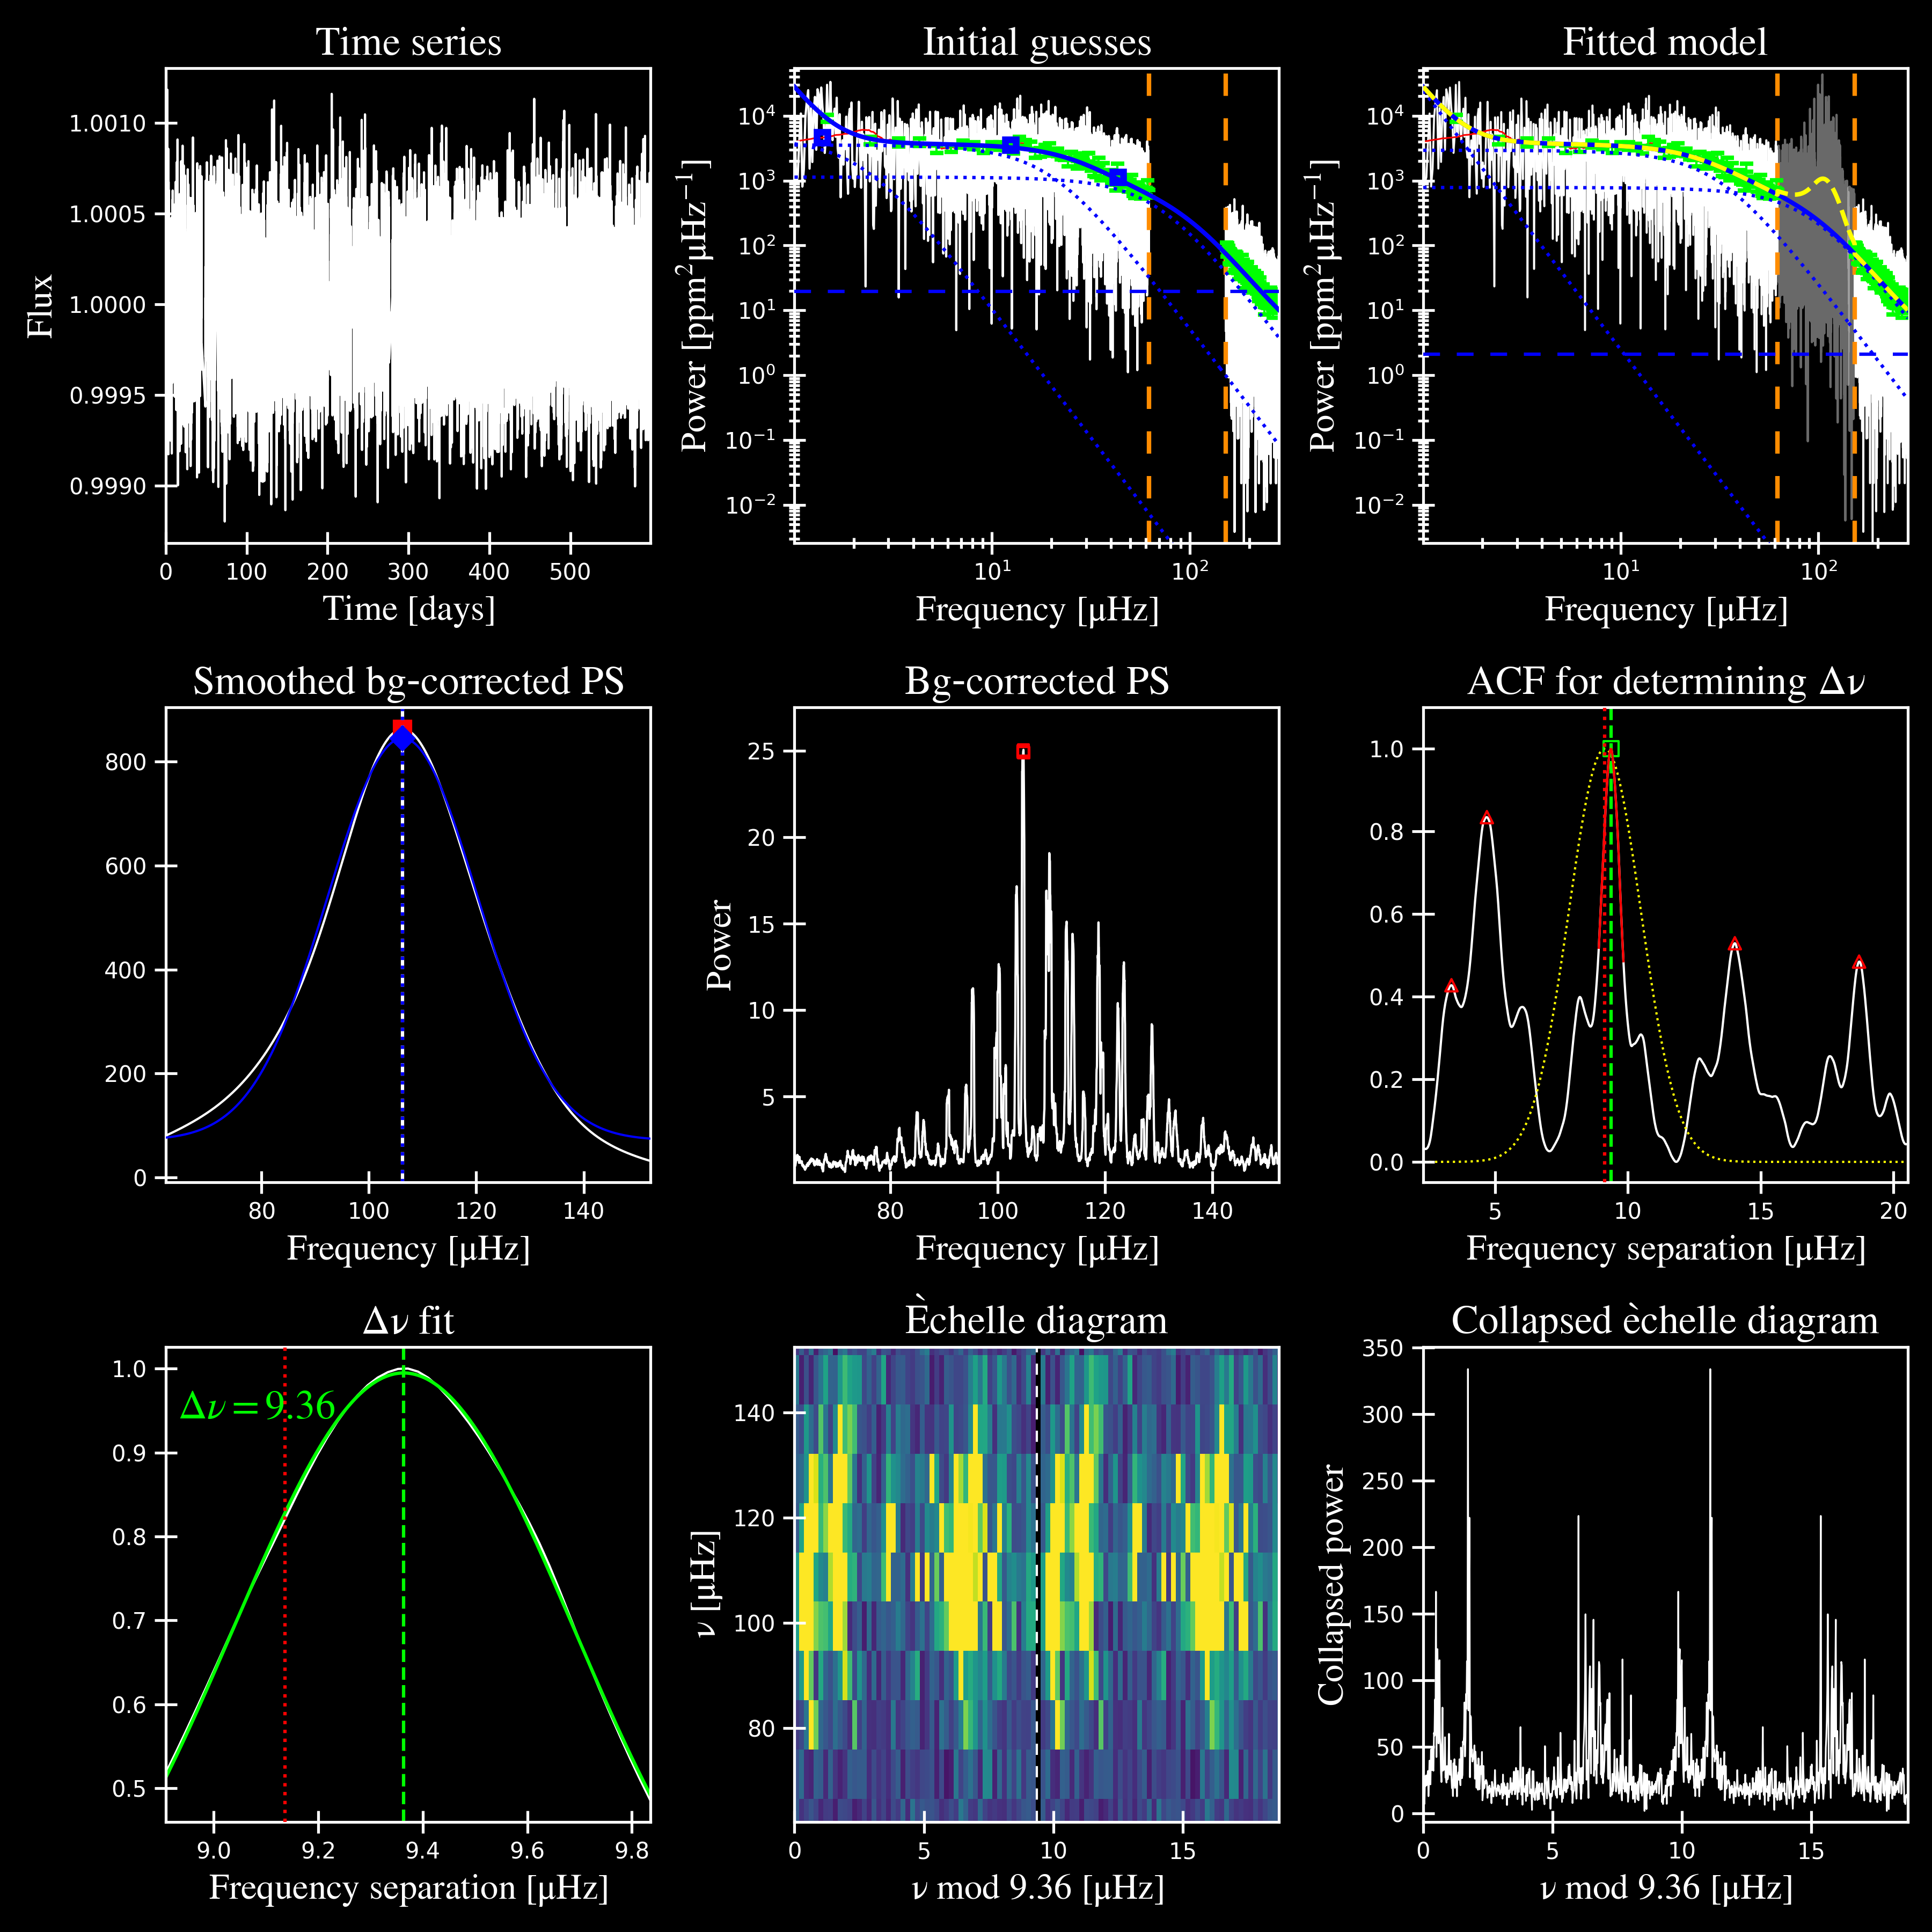 Time series
Flux
1.0010
1.0005
1.0000
0.9995
0.9990
0 100 200 300 400 500
Time [days]
Initial guesses
Power [ppm² μHz⁻¹]
10⁴
10³
10²
10¹
10⁰
10⁻¹
10⁻²
10¹ 10²
Frequency [μHz]
Fitted model
Power [ppm² μHz⁻¹]
10⁴
10³
10²
10¹
10⁰
10⁻¹
10⁻²
10¹ 10²
Frequency [μHz]
Smoothed bg-corrected PS
800
600
400
200
0
80 100 120 140
Frequency [μHz]
Bg-corrected PS
Power
25
20
15
10
5
80 100 120 140
Frequency [μHz]
ACF for determining Δν
1.0
0.8
0.6
0.4
0.2
0.0
5 10 15 20
Frequency separation [μHz]
Δν fit
Δν = 9.36
1.0
0.9
0.8
0.7
0.6
0.5
9.0 9.2 9.4 9.6 9.8
Frequency separation [μHz]
Èchelle diagram
ν [μHz]
140
120
100
80
0 5 10 15
ν mod 9.36 [μHz]
Collapsed èchelle diagram
Collapsed power
350
300
250
200
150
100
50
0
0 5 10 15
ν mod 9.36 [μHz]